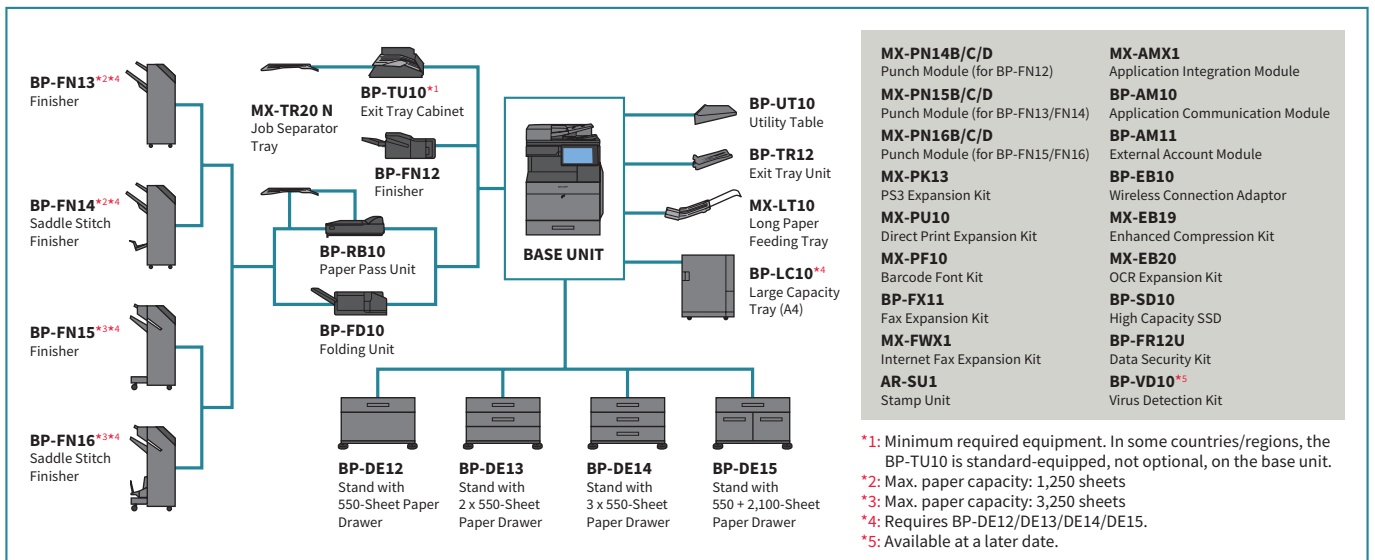 BP-FN13*2*4
Finisher
BP-FN14*2*4
Saddle Stitch
Finisher
BP-FN15*3*4
Finisher
BP-FN16*3*4
Saddle Stitch
Finisher
MX-TR20 N
Job Separator
Tray
BP-TU10*1
Exit Tray Cabinet
BP-FN12
Finisher
BP-RB10
Paper Pass Unit
BP-FD10
Folding Unit
BASE UNIT
BP-UT10
Utility Table
BP-TR12
Exit Tray Unit
MX-LT10
Long Paper
Feeding Tray
BP-LC10*4
Large Capacity
Tray (A4)
BP-DE12
Stand with
550-Sheet Paper
Drawer
BP-DE13
Stand with
2 x 550-Sheet
Paper Drawer
BP-DE14
Stand with
3 x 550-Sheet
Paper Drawer
BP-DE15
Stand with
550 + 2,100-Sheet
Paper Drawer
MX-PN14B/C/D
Punch Module (for BP-FN12)
MX-PN15B/C/D
Punch Module (for BP-FN13/FN14)
MX-PN16B/C/D
Punch Module (for BP-FN15/FN16)
MX-PK13
PS3 Expansion Kit
MX-PU10
Direct Print Expansion Kit
MX-PF10
Barcode Font Kit
BP-FX11
Fax Expansion Kit
MX-FWX1
Internet Fax Expansion Kit
AR-SU1
Stamp Unit
MX-AMX1
Application Integration Module
BP-AM10
Application Communication Module
BP-AM11
External Account Module
BP-EB10
Wireless Connection Adaptor
MX-EB19
Enhanced Compression Kit
MX-EB20
OCR Expansion Kit
BP-SD10
High Capacity SSD
BP-FR12U
Data Security Kit
BP-VD10*5
Virus Detection Kit
*1: Minimum required equipment. In some countries/regions, the
BP-TU10 is standard-equipped, not optional, on the base unit.
*2: Max. paper capacity: 1,250 sheets
*3: Max. paper capacity: 3,250 sheets
*4: Requires BP-DE12/DE13/DE14/DE15.
*5: Available at a later date.